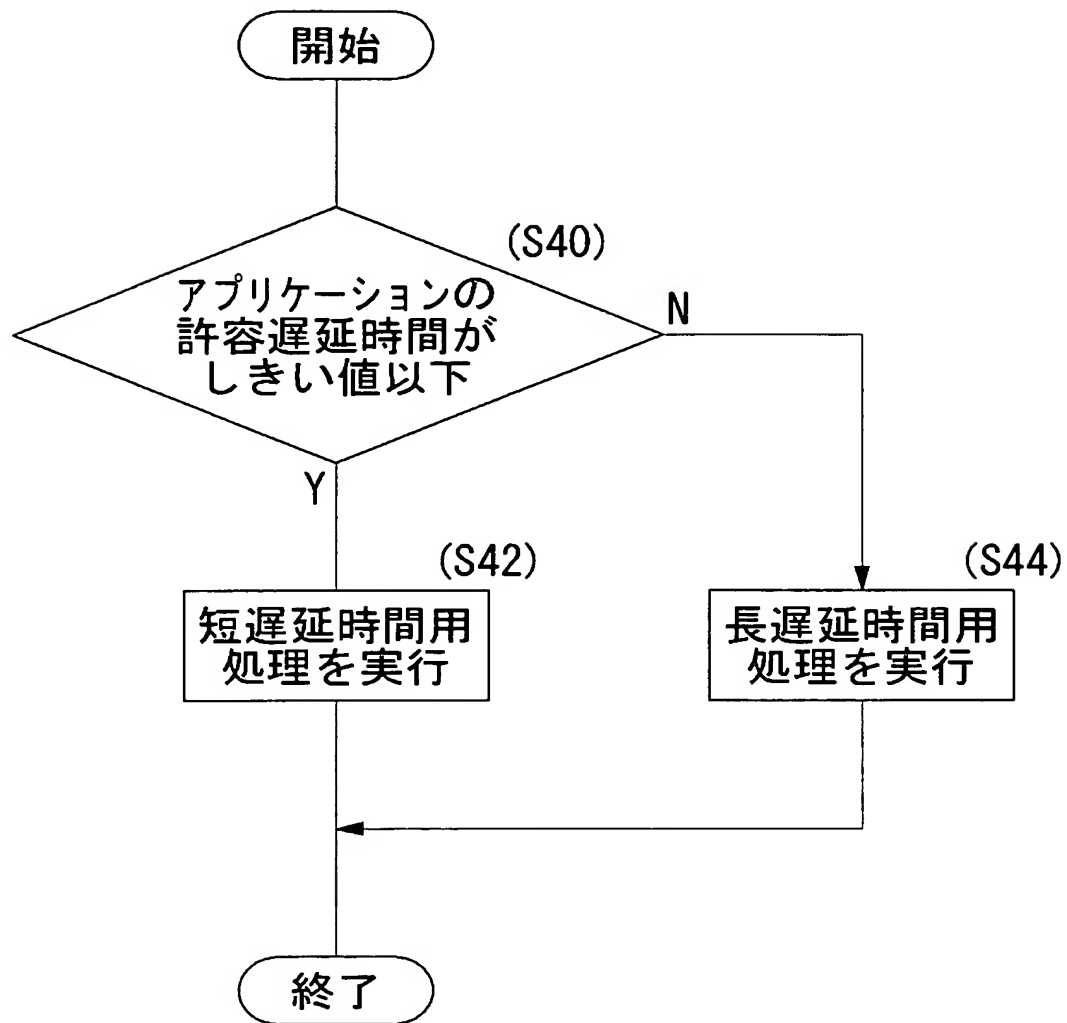 開始
(S40)
アプリケーションの
許容遅延時間が
しきい値以下
N
Y
(S42)
短遅延時間用
処理を実行
(S44)
長遅延時間用
処理を実行
終了